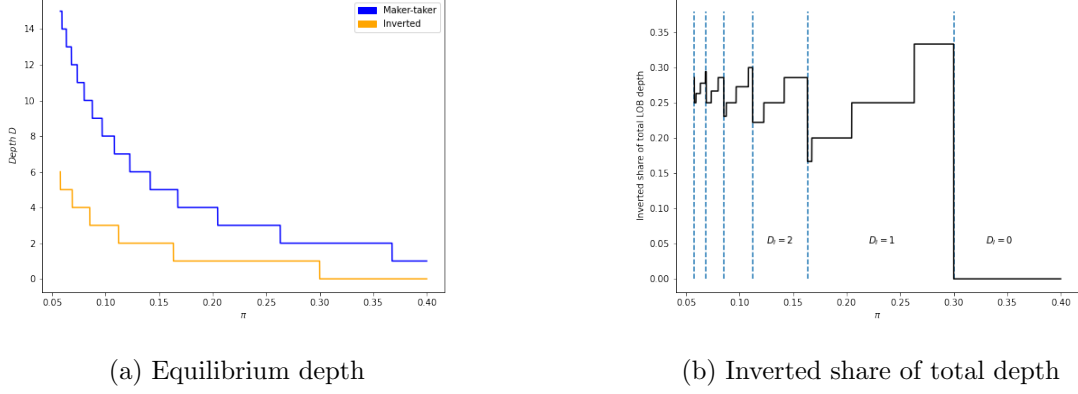 Maker-taker
Inverted
Depth D
14
12
10
8
6
4
2
0
0.05 0.10 0.15 0.20 0.25 0.30 0.35 0.40
π
(a) Equilibrium depth
Inverted share of total LOB depth
0.35
0.30
0.25
0.20
0.15
0.10
0.05
0.00
D_I = 2
D_I = 1
D_I = 0
0.05 0.10 0.15 0.20 0.25 0.30 0.35 0.40
π
(b) Inverted share of total depth